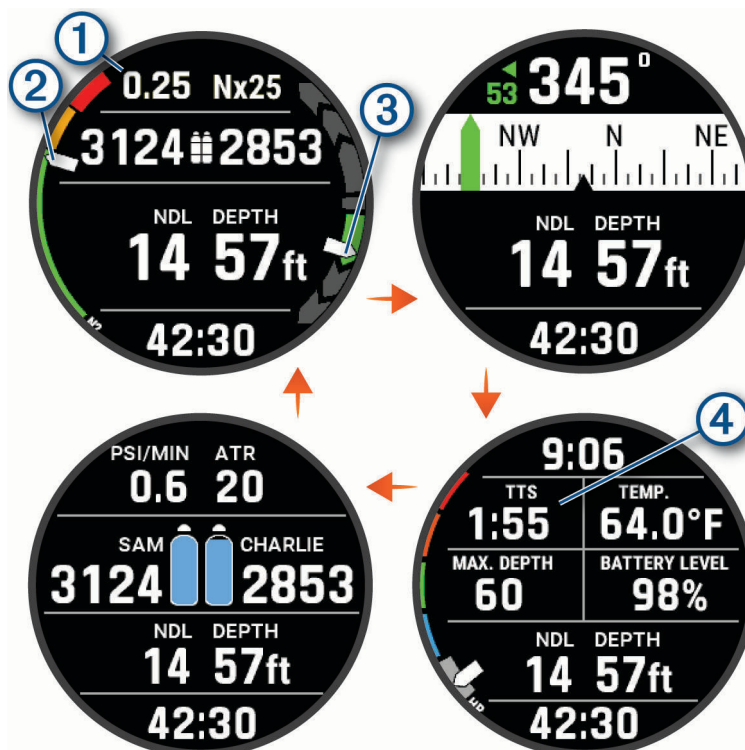 1
2
3
0.25 Nx25
3124 2853
NDL DEPTH
14 57ft
42:30
N2
53 345°
NW N NE
NDL DEPTH
14 57ft
42:30
PSI/MIN ATR
0.6 20
SAM CHARLIE
3124 2853
NDL DEPTH
14 57ft
42:30
4
9:06
TTS TEMP.
1:55 64.0°F
MAX. DEPTH BATTERY LEVEL
60 98%
NDL DEPTH
14 57ft
42:30
HR